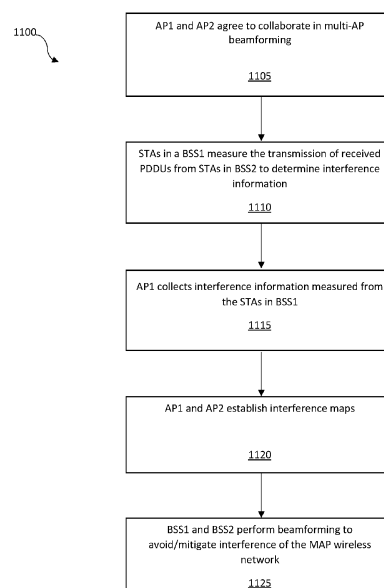 1100
AP1 and AP2 agree to collaborate in multi-AP
beamforming
1105
STAs in a BSS1 measure the transmission of received
PDDUs from STAs in BSS2 to determine interference
information
1110
AP1 collects interference information measured from
the STAs in BSS1
1115
AP1 and AP2 establish interference maps
1120
BSS1 and BSS2 perform beamforming to
avoid/mitigate interference of the MAP wireless
network
1125